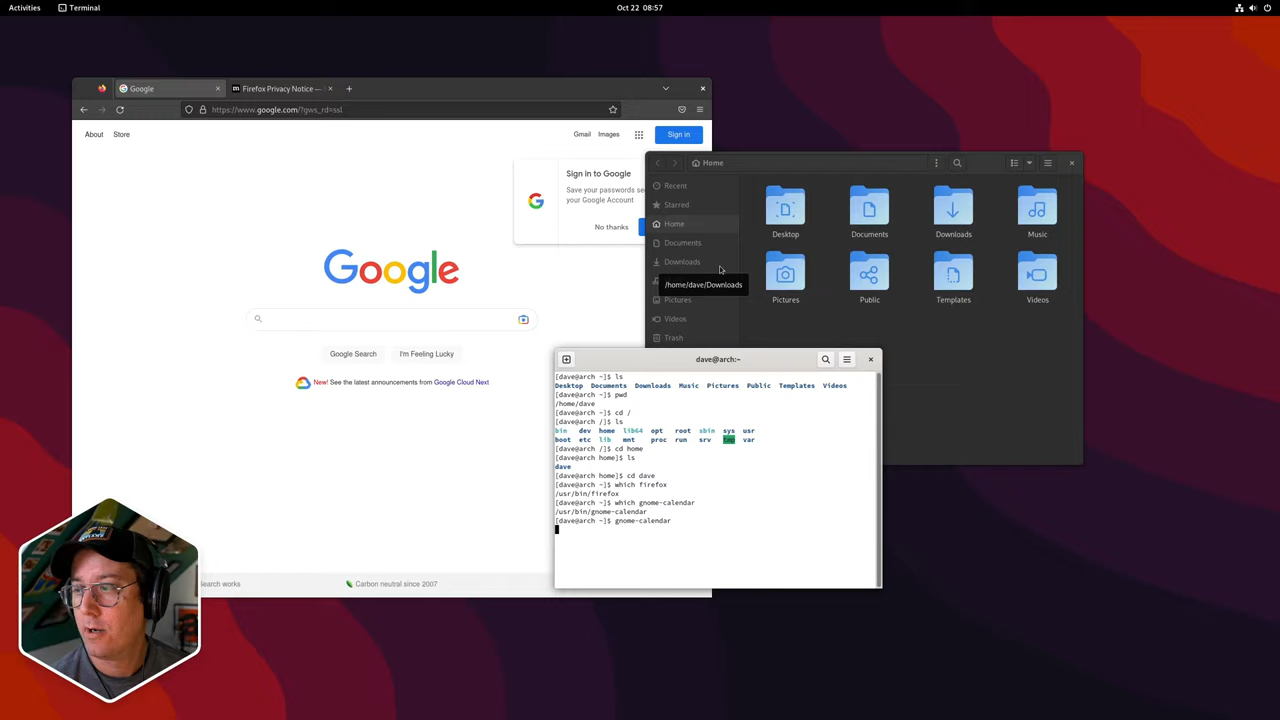 Activities
Terminal
Oct 22 08:57
Google
Firefox Privacy Notice —
https://www.google.com/?gws_rd=ssl
About
Store
Gmail
Images
Sign in
Sign in to Google
Save your passwords se
your Google Account
No thanks
Google
Google Search
I'm Feeling Lucky
New! See the latest announcements from Google Cloud Next
Search works
Carbon neutral since 2007
Home
Recent
Starred
Home
Documents
Downloads
/home/dave/Downloads
Pictures
Videos
Trash
Desktop
Documents
Downloads
Music
Pictures
Public
Templates
Videos
dave@arch:~
[dave@arch ~]$ ls
Desktop Documents Downloads Music Pictures Public Templates Videos
[dave@arch ~]$ pwd
/home/dave
[dave@arch ~]$ cd /
[dave@arch /]$ ls
bin dev home lib64 opt root sbin sys usr
boot etc lib mnt proc run srv tmp var
[dave@arch /]$ cd home
[dave@arch home]$ ls
dave
[dave@arch home]$ cd dave
[dave@arch ~]$ which firefox
/usr/bin/firefox
[dave@arch ~]$ which gnome-calendar
/usr/bin/gnome-calendar
[dave@arch ~]$ gnome-calendar